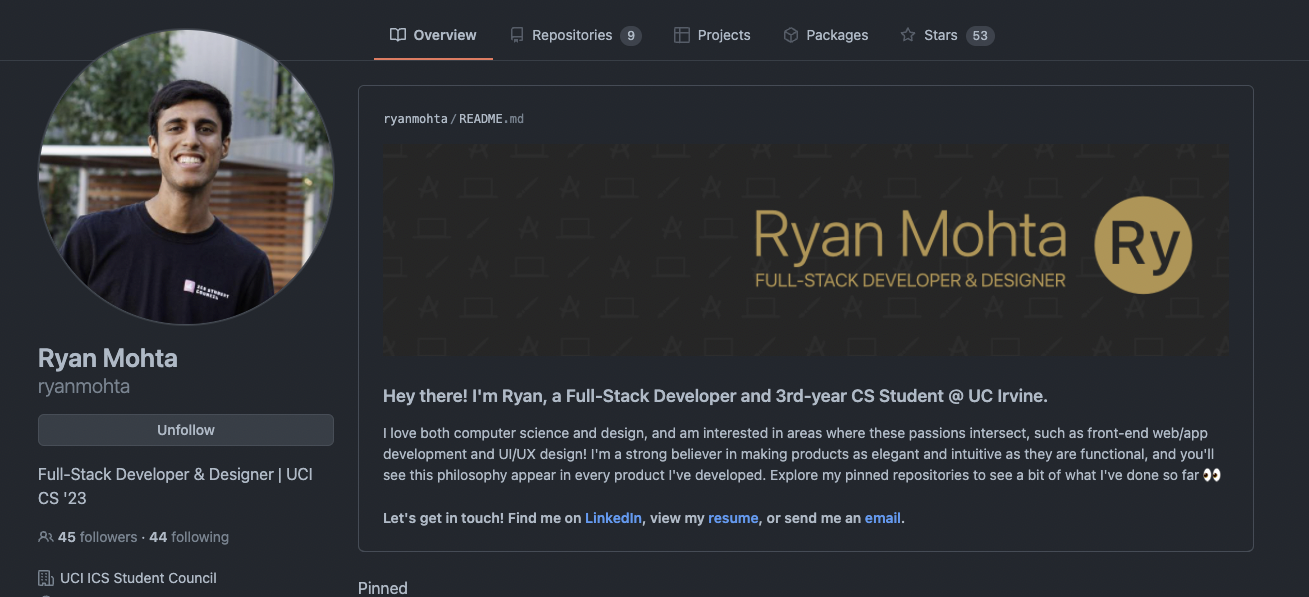 Overview Repositories 9 Projects Packages Stars 53
ryanmohta/README.md
Ryan Mohta Ry
FULL-STACK DEVELOPER & DESIGNER
ICS STUDENT
COUNCIL
Ryan Mohta
ryanmohta
Unfollow
Full-Stack Developer & Designer | UCI
CS '23
45 followers · 44 following
UCI ICS Student Council
Hey there! I'm Ryan, a Full-Stack Developer and 3rd-year CS Student @ UC Irvine.
I love both computer science and design, and am interested in areas where these passions intersect, such as front-end web/app
development and UI/UX design! I'm a strong believer in making products as elegant and intuitive as they are functional, and you'll
see this philosophy appear in every product I've developed. Explore my pinned repositories to see a bit of what I've done so far 👀
Let's get in touch! Find me on LinkedIn, view my resume, or send me an email.
Pinned